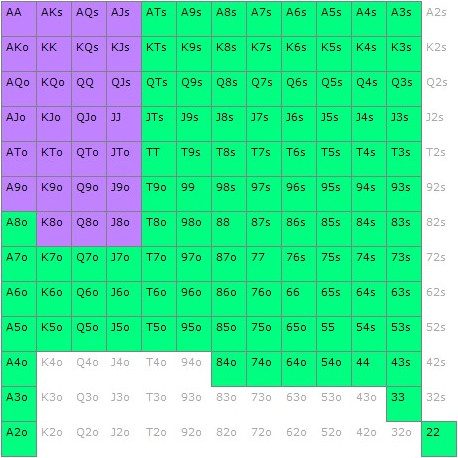 AA AKs AQs AJs ATs A9s A8s A7s A6s A5s A4s A3s A2s
AKo KK KQs KJs KTs K9s K8s K7s K6s K5s K4s K3s K2s
AQo KQo QQ QJs QTs Q9s Q8s Q7s Q6s Q5s Q4s Q3s Q2s
AJo KJo QJo JJ JTs J9s J8s J7s J6s J5s J4s J3s J2s
ATo KTo QTo JTo TT T9s T8s T7s T6s T5s T4s T3s T2s
A9o K9o Q9o J9o T9o 99 98s 97s 96s 95s 94s 93s 92s
A8o K8o Q8o J8o T8o 98o 88 87s 86s 85s 84s 83s 82s
A7o K7o Q7o J7o T7o 97o 87o 77 76s 75s 74s 73s 72s
A6o K6o Q6o J6o T6o 96o 86o 76o 66 65s 64s 63s 62s
A5o K5o Q5o J5o T5o 95o 85o 75o 65o 55 54s 53s 52s
A4o K4o Q4o J4o T4o 94o 84o 74o 64o 54o 44 43s 42s
A3o K3o Q3o J3o T3o 93o 83o 73o 63o 53o 43o 33 32s
A2o K2o Q2o J2o T2o 92o 82o 72o 62o 52o 42o 32o 22